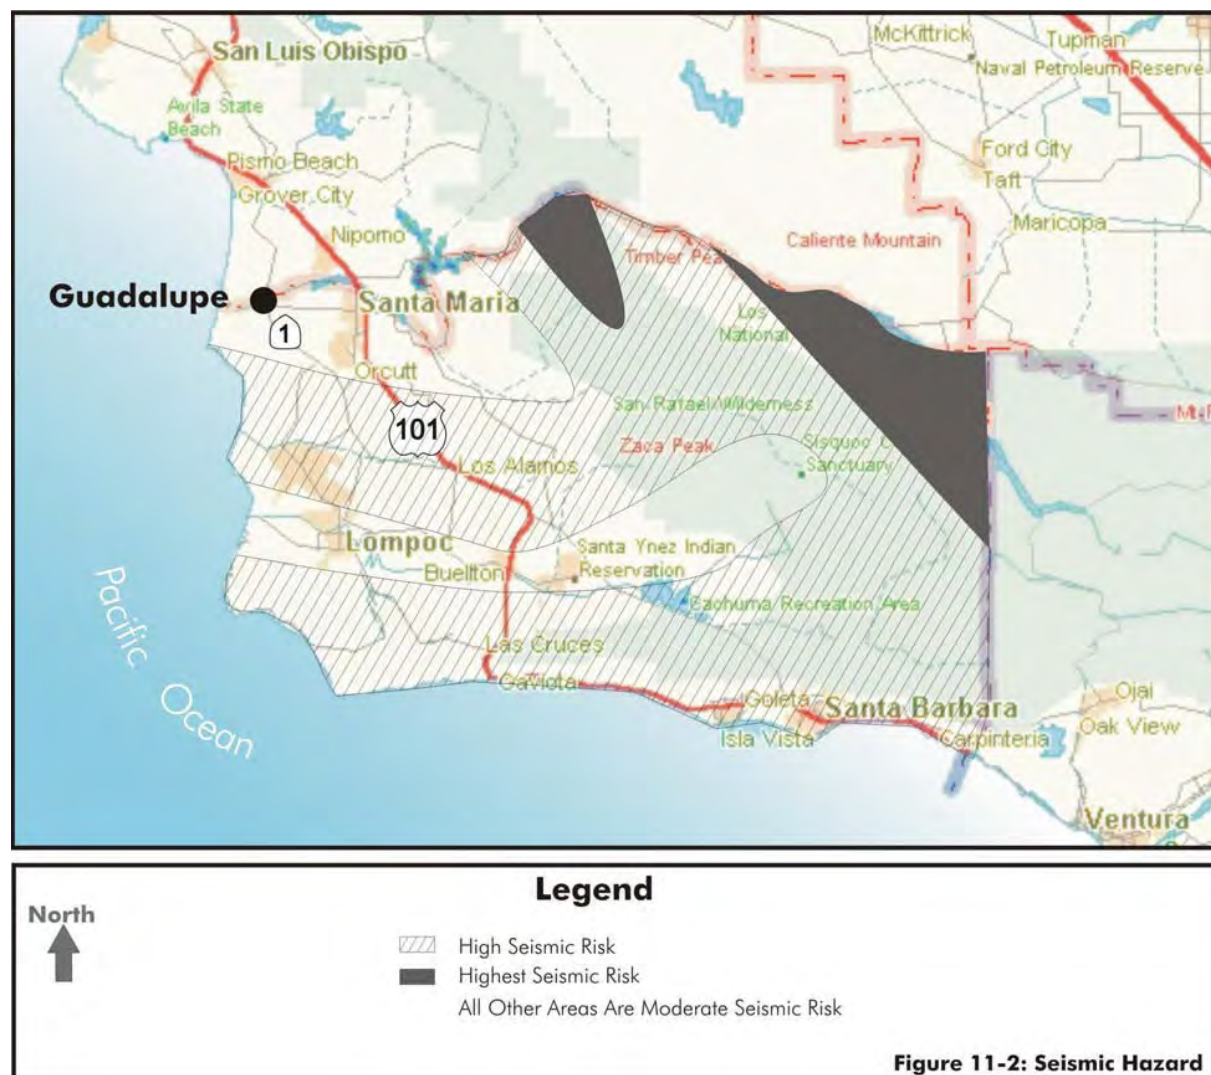 San Luis Obispo
McKittrick
Tupman
Naval Petroleum Reserve
Avila State
Beach
Pismo Beach
Grover City
Ford City
Taft
Maricopa
Nipomo
Caliente Mountain
Timber Pea
Guadalupe
Santa Maria
1
Los
National
Orcutt
San Rafael Wilderness
101
Zaca Peak
Sisquoc C
Sanctuary
Mt P
Los Alamos
Lompoc
Santa Ynez Indian
Reservation
Buellton
Cachuma Recreation Area
Las Cruces
Gaviota
Goleta
Santa Barbara
Isla Vista
Carpinteria
Ojai
Oak View
Ventura
Pacific Ocean
Legend
North
High Seismic Risk
Highest Seismic Risk
All Other Areas Are Moderate Seismic Risk
Figure 11-2: Seismic Hazard